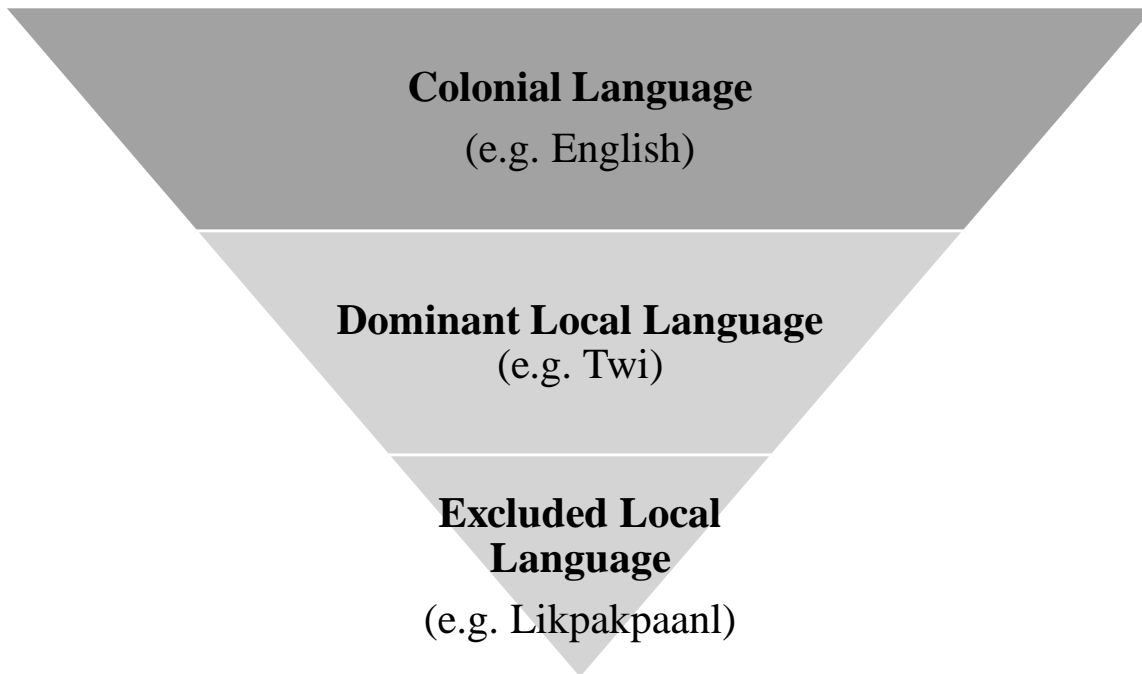 Colonial Language
(e.g. English)
Dominant Local Language
(e.g. Twi)
Excluded Local
Language
(e.g. Likpakpaanl)